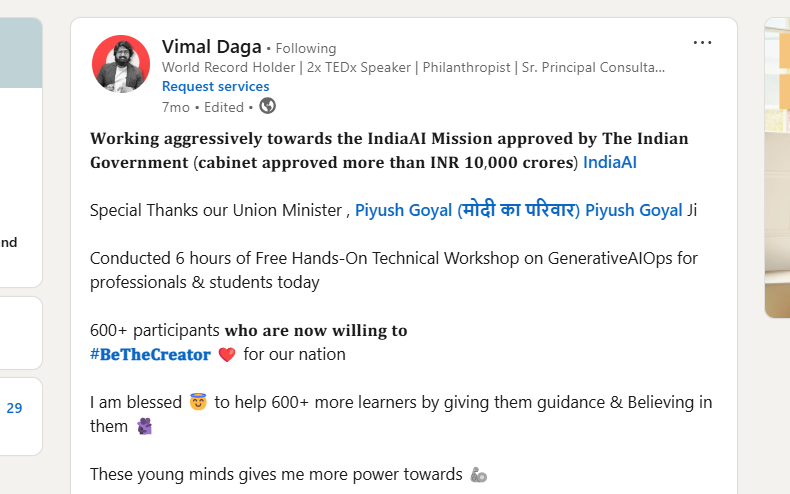 Vimal Daga • Following
World Record Holder | 2x TEDx Speaker | Philanthropist | Sr. Principal Consulta...
Request services
7mo • Edited •
Working aggressively towards the IndiaAI Mission approved by The Indian
Government (cabinet approved more than INR 10,000 crores) IndiaAI
Special Thanks our Union Minister , Piyush Goyal (मोदी का परिवार) Piyush Goyal Ji
nd
Conducted 6 hours of Free Hands-On Technical Workshop on GenerativeAIOps for
professionals & students today
600+ participants who are now willing to
#BeTheCreator ❤️ for our nation
29
I am blessed 😇 to help 600+ more learners by giving them guidance & Believing in
them
These young minds gives me more power towards 🦾